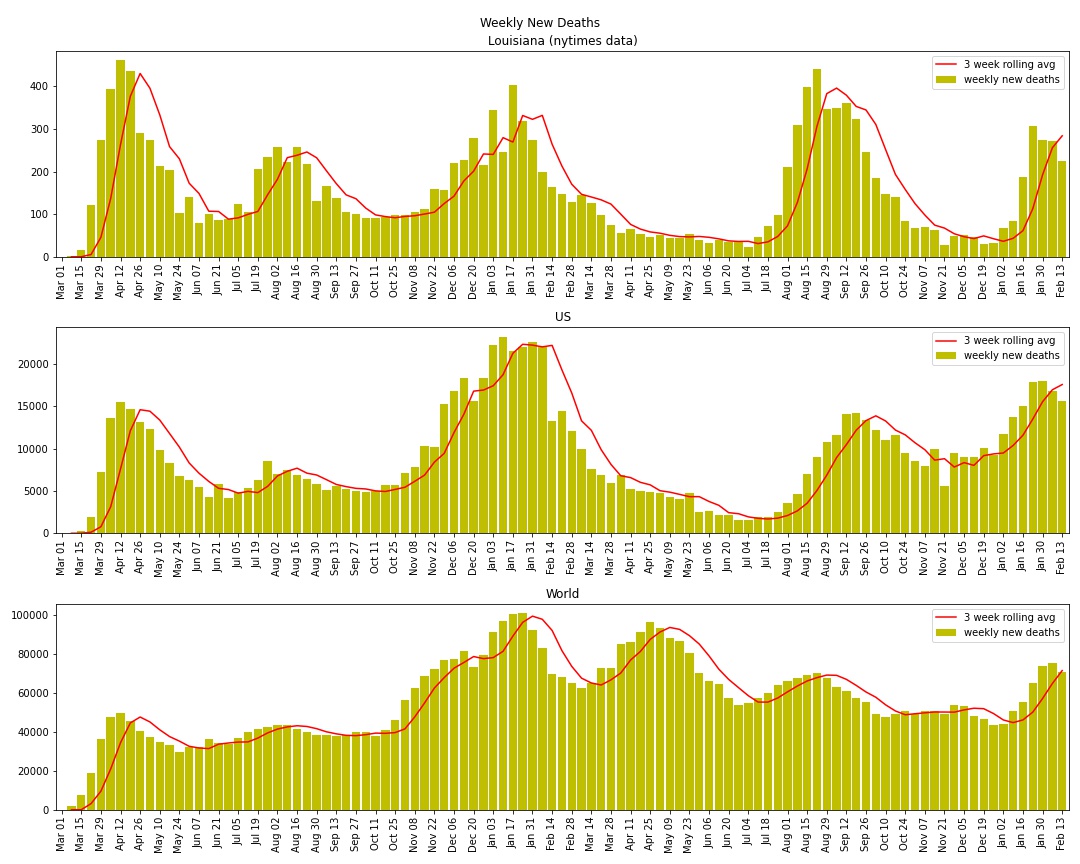 Weekly New Deaths
Louisiana (nytimes data)
3 week rolling avg
weekly new deaths
400
300
200
100
0
Mar 01 Mar 15 Mar 29 Apr 12 Apr 26 May 10 May 24 Jun 07 Jun 21 Jul 05 Jul 19 Aug 02 Aug 16 Aug 30 Sep 13 Sep 27 Oct 11 Oct 25 Nov 08 Nov 22 Dec 06 Dec 20 Jan 03 Jan 17 Jan 31 Feb 14 Feb 28 Mar 14 Mar 28 Apr 11 Apr 25 May 09 May 23 Jun 06 Jun 20 Jul 04 Jul 18 Aug 01 Aug 15 Aug 29 Sep 12 Sep 26 Oct 10 Oct 24 Nov 07 Nov 21 Dec 05 Dec 19 Jan 02 Jan 16 Jan 30 Feb 13
US
3 week rolling avg
weekly new deaths
20000
15000
10000
5000
0
Mar 01 Mar 15 Mar 29 Apr 12 Apr 26 May 10 May 24 Jun 07 Jun 21 Jul 05 Jul 19 Aug 02 Aug 16 Aug 30 Sep 13 Sep 27 Oct 11 Oct 25 Nov 08 Nov 22 Dec 06 Dec 20 Jan 03 Jan 17 Jan 31 Feb 14 Feb 28 Mar 14 Mar 28 Apr 11 Apr 25 May 09 May 23 Jun 06 Jun 20 Jul 04 Jul 18 Aug 01 Aug 15 Aug 29 Sep 12 Sep 26 Oct 10 Oct 24 Nov 07 Nov 21 Dec 05 Dec 19 Jan 02 Jan 16 Jan 30 Feb 13
World
3 week rolling avg
weekly new deaths
100000
80000
60000
40000
20000
0
Mar 01 Mar 15 Mar 29 Apr 12 Apr 26 May 10 May 24 Jun 07 Jun 21 Jul 05 Jul 19 Aug 02 Aug 16 Aug 30 Sep 13 Sep 27 Oct 11 Oct 25 Nov 08 Nov 22 Dec 06 Dec 20 Jan 03 Jan 17 Jan 31 Feb 14 Feb 28 Mar 14 Mar 28 Apr 11 Apr 25 May 09 May 23 Jun 06 Jun 20 Jul 04 Jul 18 Aug 01 Aug 15 Aug 29 Sep 12 Sep 26 Oct 10 Oct 24 Nov 07 Nov 21 Dec 05 Dec 19 Jan 02 Jan 16 Jan 30 Feb 13